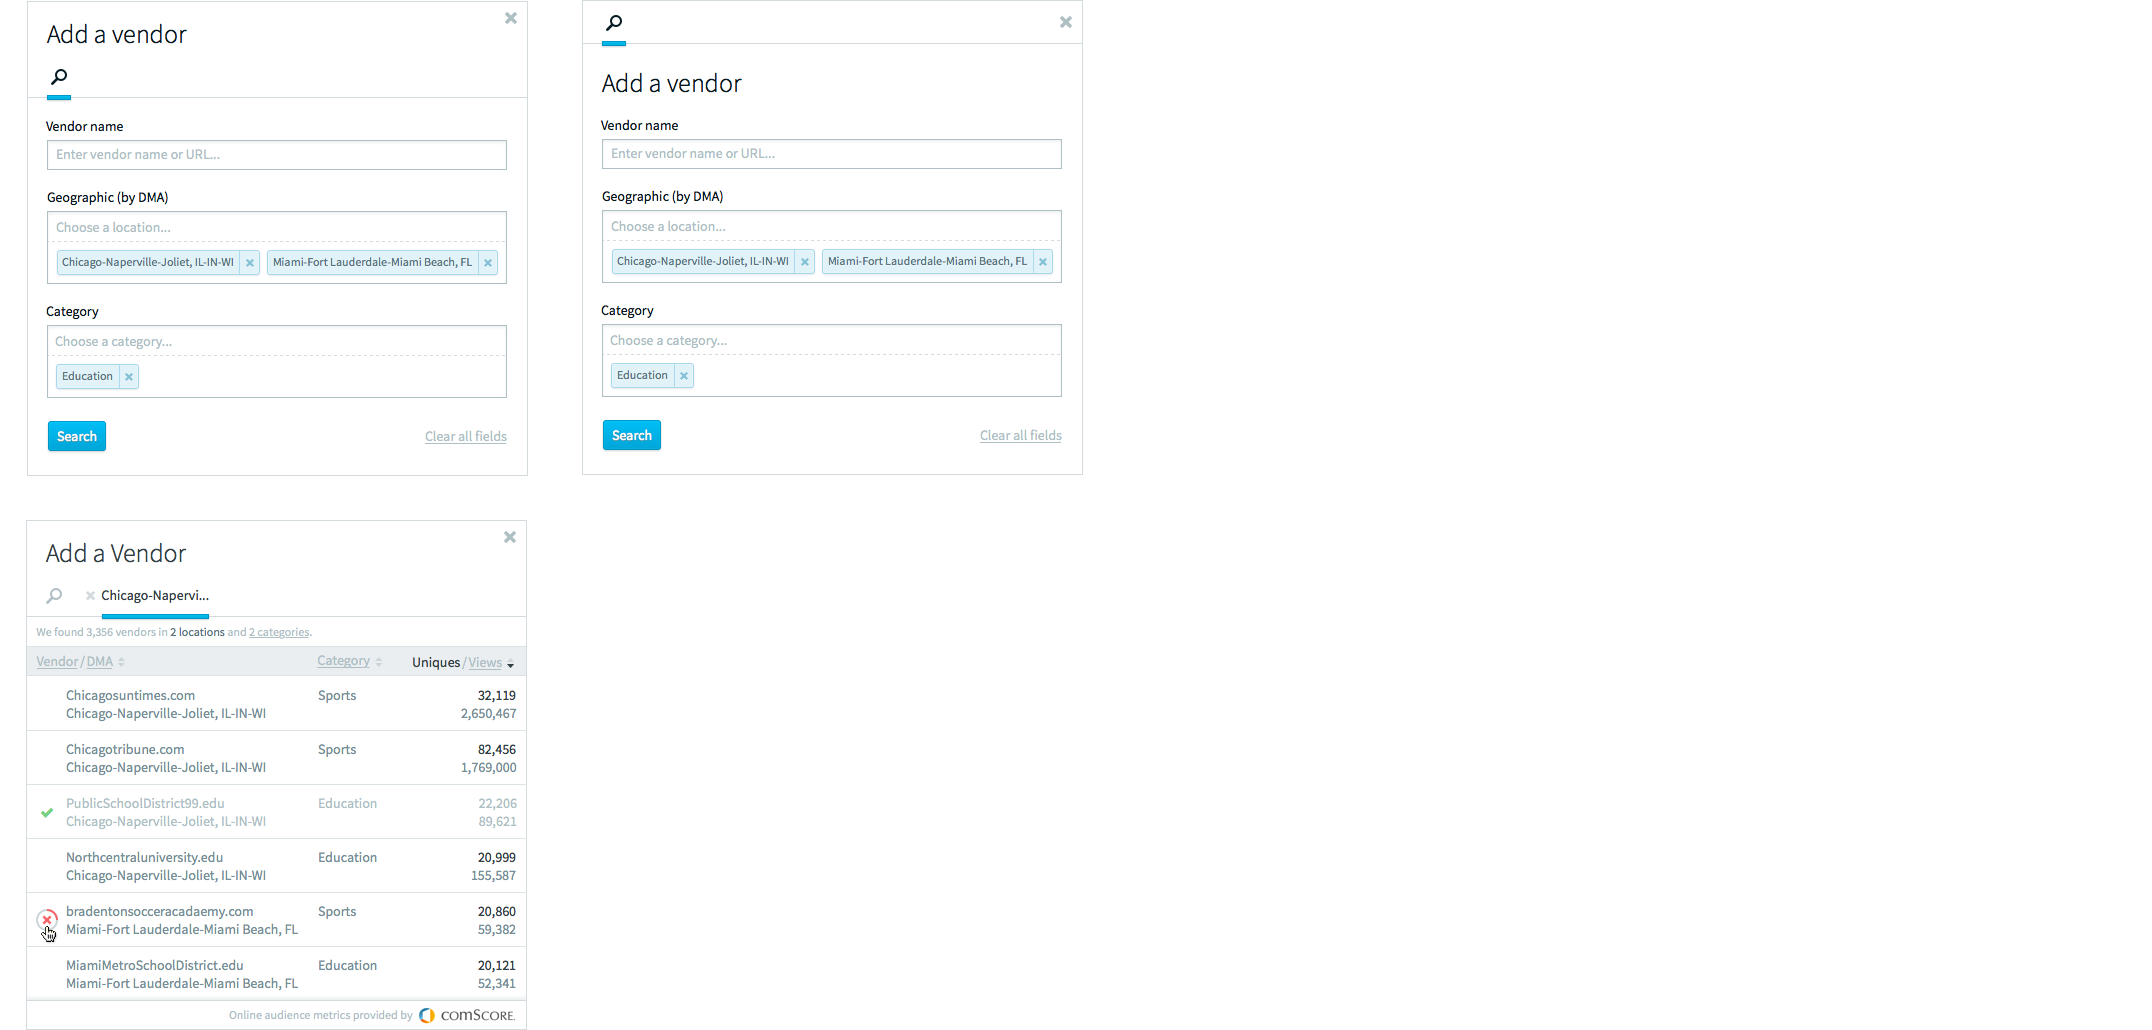 Add a vendor
Vendor name
Enter vendor name or URL...
Geographic (by DMA)
Choose a location...
Chicago-Naperville-Joliet, IL-IN-WI
Miami-Fort Lauderdale-Miami Beach, FL
Category
Choose a category...
Education
Search
Clear all fields
Add a vendor
Vendor name
Enter vendor name or URL...
Geographic (by DMA)
Choose a location...
Chicago-Naperville-Joliet, IL-IN-WI
Miami-Fort Lauderdale-Miami Beach, FL
Category
Choose a category...
Education
Search
Clear all fields
Add a Vendor
Chicago-Napervi...
We found 3,356 vendors in 2 locations and 2 categories.
Vendor / DMA Category Uniques / Views
Chicagosuntimes.com Sports 32,119
Chicago-Naperville-Joliet, IL-IN-WI 2,650,467
Chicagotribune.com Sports 82,456
Chicago-Naperville-Joliet, IL-IN-WI 1,769,000
PublicSchoolDistrict99.edu Education 22,206
Chicago-Naperville-Joliet, IL-IN-WI 89,621
Northcentraluniversity.edu Education 20,999
Chicago-Naperville-Joliet, IL-IN-WI 155,587
bradentonsocceracadaemy.com Sports 20,860
Miami-Fort Lauderdale-Miami Beach, FL 59,382
MiamiMetroSchoolDistrict.edu Education 20,121
Miami-Fort Lauderdale-Miami Beach, FL 52,341
Online audience metrics provided by comScore.